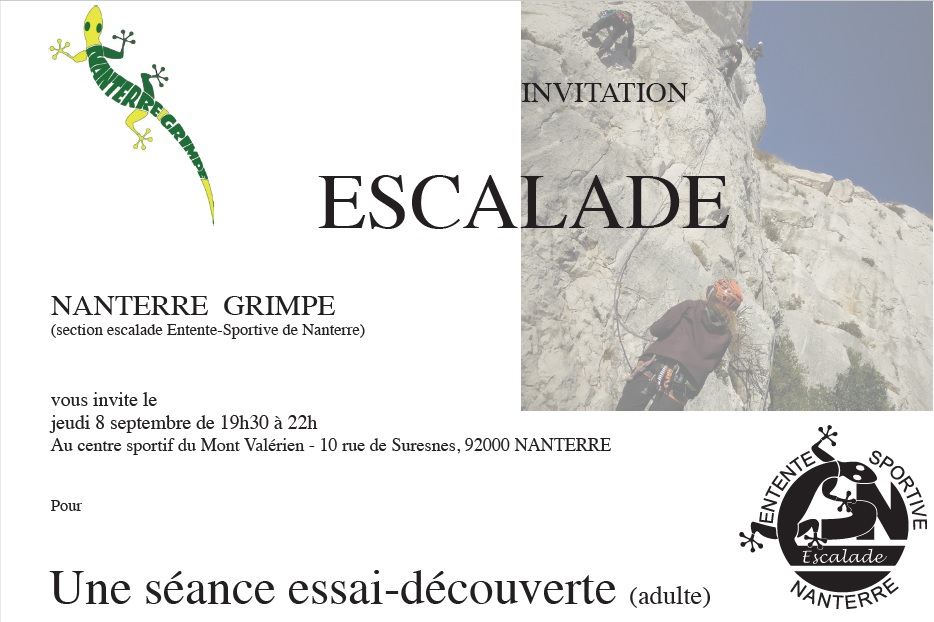 NANTERRE GRIMPE
INVITATION
ESCALADE
NANTERRE GRIMPE
(section escalade Entente-Sportive de Nanterre)
vous invite le
jeudi 8 septembre de 19h30 à 22h
Au centre sportif du Mont Valérien - 10 rue de Suresnes, 92000 NANTERRE
Pour
Une séance essai-découverte (adulte)
ENTENTE SPORTIVE
ASN
Escalade
NANTERRE